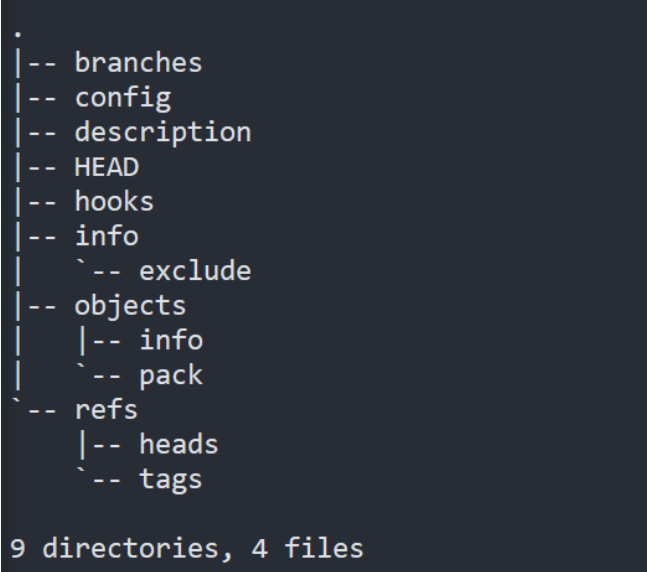 .
|-- branches
|-- config
|-- description
|-- HEAD
|-- hooks
|-- info
|   `-- exclude
|-- objects
|   |-- info
|   `-- pack
`-- refs
    |-- heads
    `-- tags

9 directories, 4 files